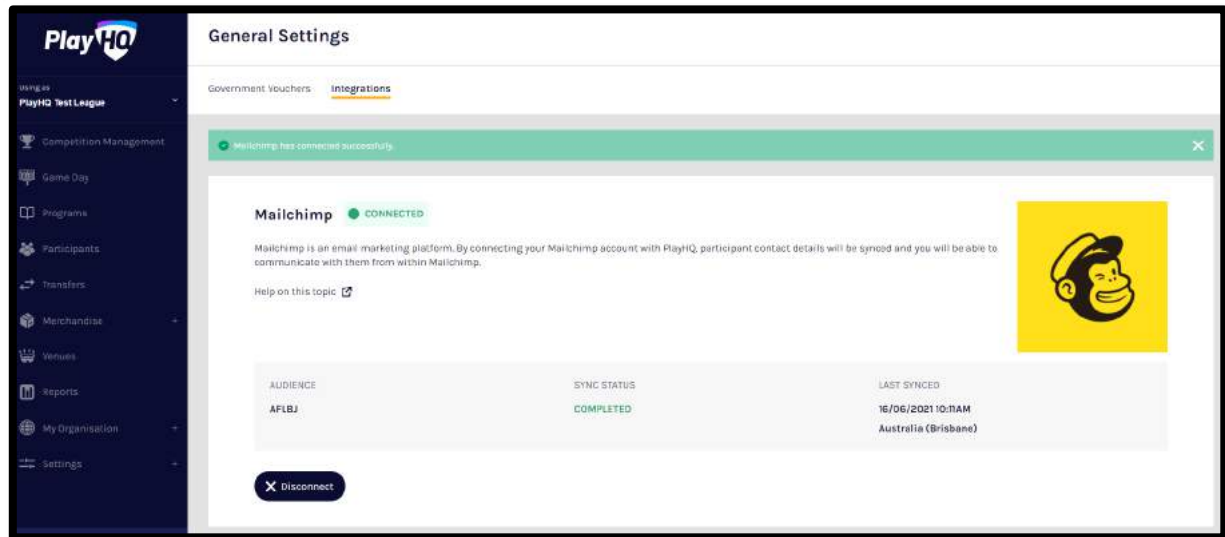 PlayHQ
Using as
PlayHQ Test League
Competition Management
Game Day
Programs
Participants
Transfers
Merchandise +
Venues
Reports
My Organisation +
Settings +
General Settings
Government Vouchers Integrations
Mailchimp has connected successfully.
Mailchimp CONNECTED
Mailchimp is an email marketing platform. By connecting your Mailchimp account with PlayHQ, participant contact details will be synced and you will be able to
communicate with them from within Mailchimp.
Help on this topic
AUDIENCE SYNC STATUS LAST SYNCED
AFLBJ COMPLETED 16/06/2021 10:11AM
Australia (Brisbane)
X Disconnect